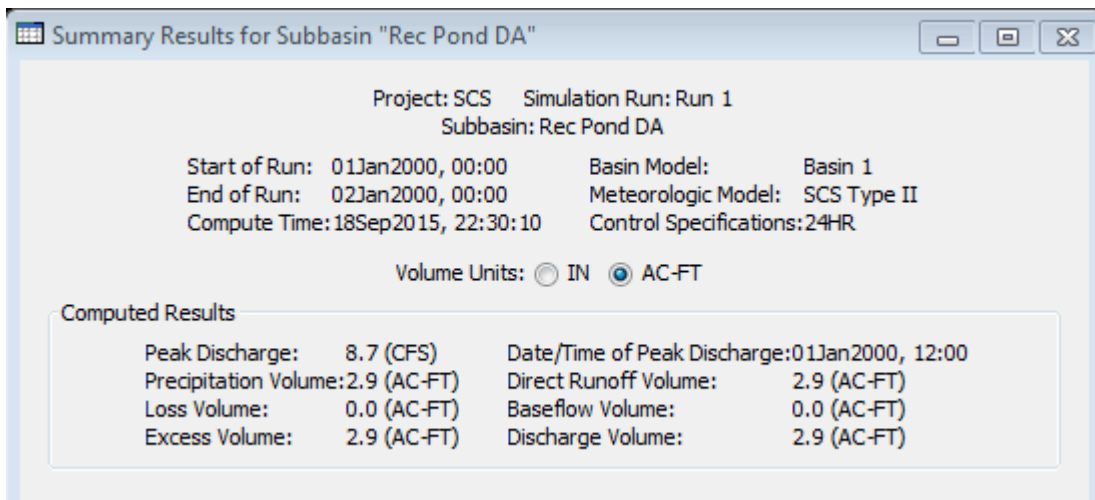 Summary Results for Subbasin "Rec Pond DA"
Project: SCS Simulation Run: Run 1
Subbasin: Rec Pond DA
Start of Run: 01Jan2000, 00:00 Basin Model: Basin 1
End of Run: 02Jan2000, 00:00 Meteorologic Model: SCS Type II
Compute Time: 18Sep2015, 22:30:10 Control Specifications: 24HR
Volume Units: IN AC-FT
Computed Results
Peak Discharge: 8.7 (CFS) Date/Time of Peak Discharge: 01Jan2000, 12:00
Precipitation Volume: 2.9 (AC-FT) Direct Runoff Volume: 2.9 (AC-FT)
Loss Volume: 0.0 (AC-FT) Baseflow Volume: 0.0 (AC-FT)
Excess Volume: 2.9 (AC-FT) Discharge Volume: 2.9 (AC-FT)